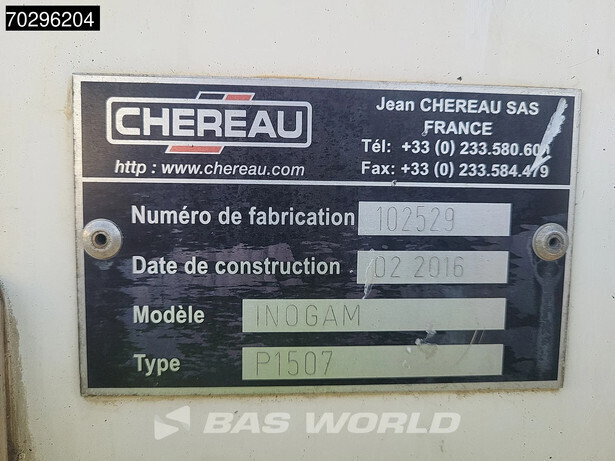 70296204
CHEREAU
http : www.chereau.com
Jean CHEREAU SAS
FRANCE
Tél: +33 (0) 233.580.600
Fax: +33 (0) 233.584.479
Numéro de fabrication 102529
Date de construction 02 2016
Modèle INOGAM
Type P1507
BAS WORLD